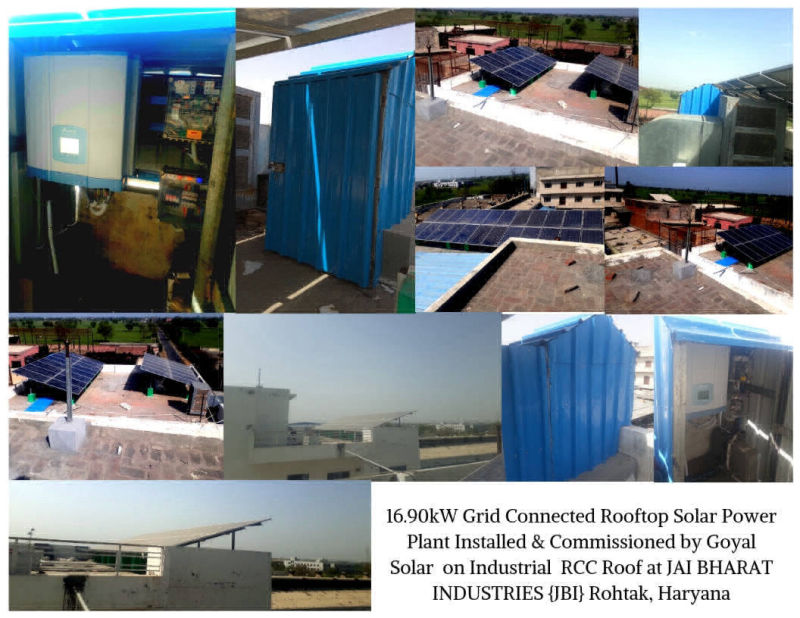 16.90kW Grid Connected Rooftop Solar Power
Plant Installed & Commissioned by Goyal
Solar on Industrial RCC Roof at JAI BHARAT
INDUSTRIES {JBI} Rohtak, Haryana